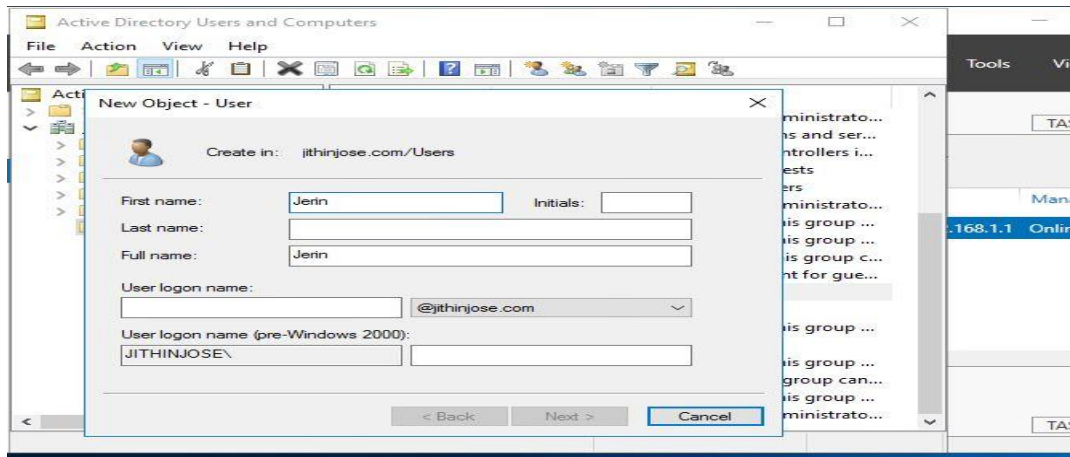 Active Directory Users and Computers
File Action View Help
Tools
Acti
New Object - User
Create in: jithinjose.com/Users
First name: Jerin Initials:
Last name:
Full name: Jerin
User logon name:
@jithinjose.com
User logon name (pre-Windows 2000):
JITHINJOSE\
< Back Next > Cancel
ministrato...
ns and ser...
ntrollers i...
ests
ers
ministrato...
is group ...
is group ...
is group c...
nt for gue...
is group ...
is group ...
group can...
is group ...
ministrato...
Vi
TAS
Mana
.168.1.1 Onlin
TAS